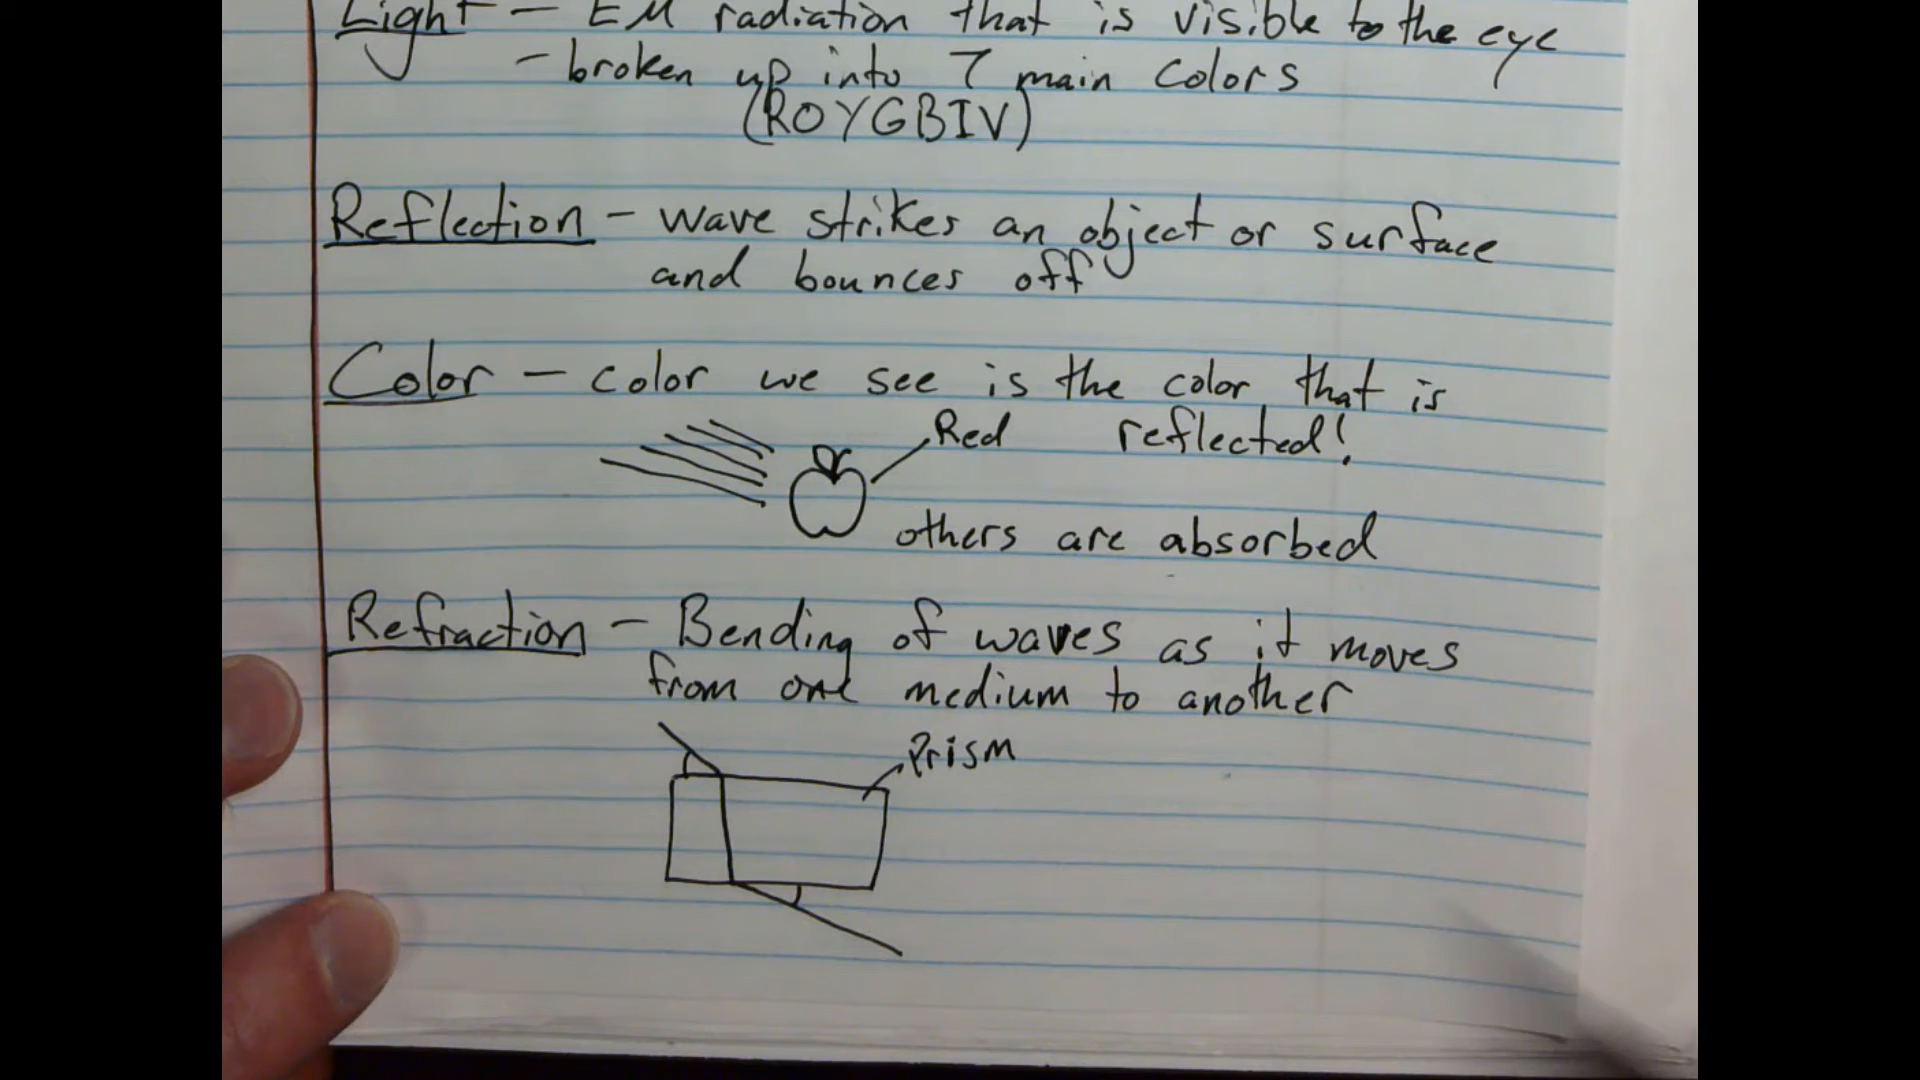 Light - EM radiation that is visible to the eye
- broken up into 7 main colors
(ROYGBIV)
Reflection - wave strikes an object or surface
and bounces off
Color - color we see is the color that is
Red reflected!
others are absorbed
Refraction - Bending of waves as it moves
from one medium to another
Prism